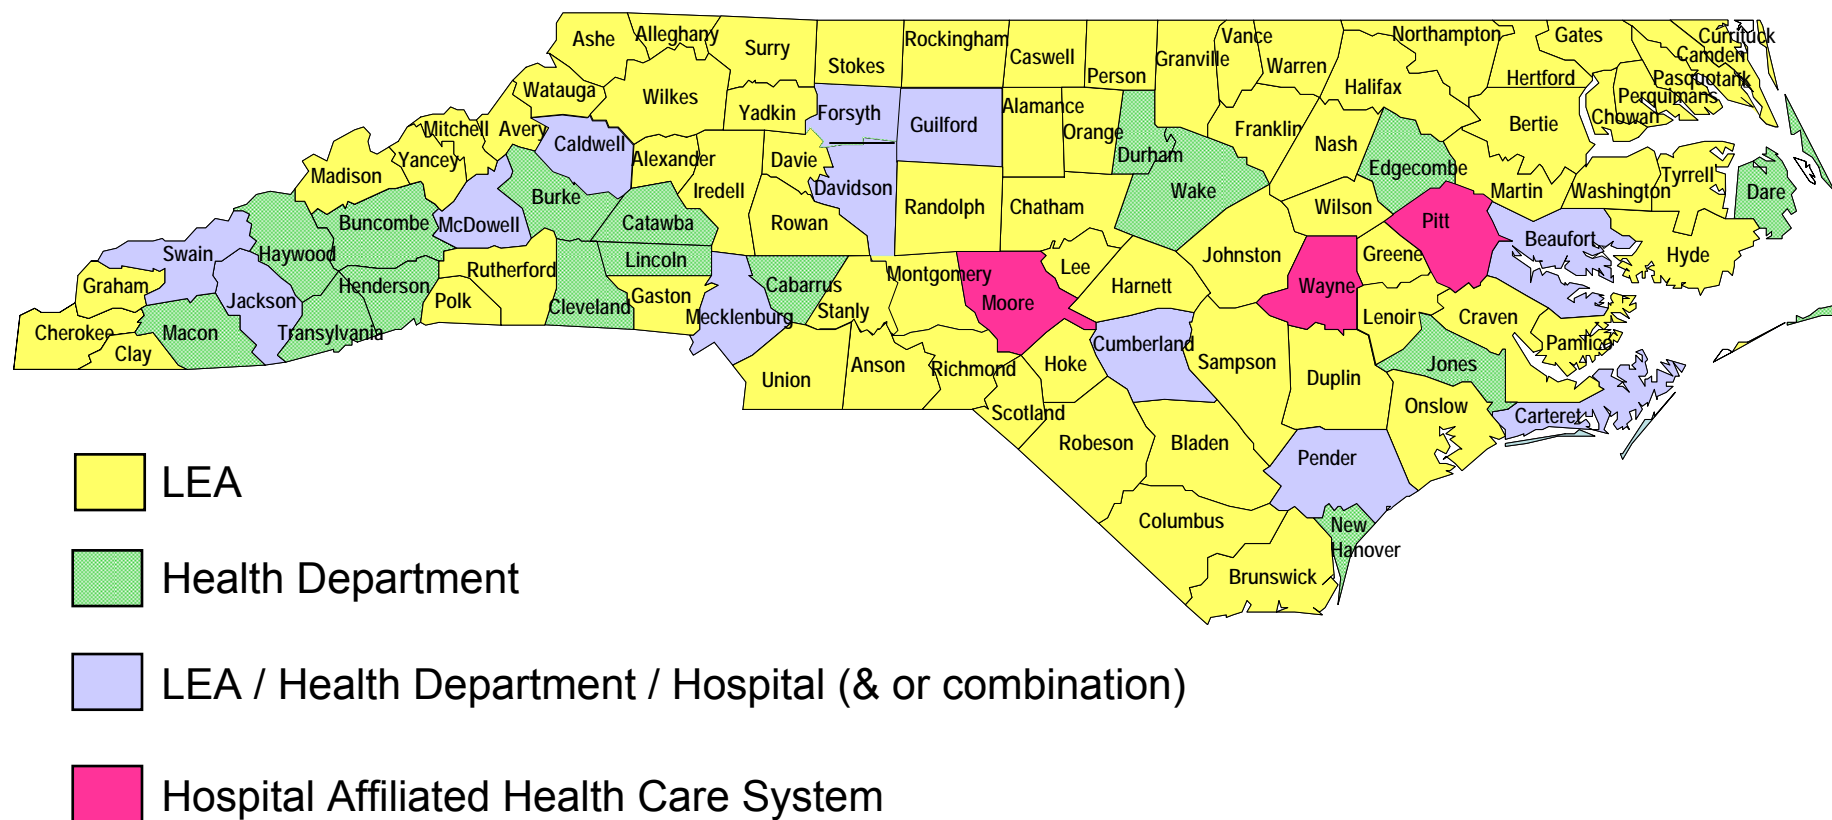 Ashe
Alleghany
Surry
Stokes
Rockingham
Caswell
Person
Granville
Vance
Warren
Northampton
Gates
Currituck
Camden
Pasquotank
Perquimans
Chowan
Hertford
Halifax
Bertie
Watauga
Wilkes
Yadkin
Forsyth
Guilford
Alamance
Orange
Durham
Franklin
Nash
Edgecombe
Martin
Washington
Tyrrell
Dare
Mitchell
Avery
Caldwell
Alexander
Davie
Iredell
Davidson
Randolph
Chatham
Wake
Wilson
Pitt
Beaufort
Hyde
Madison
Yancey
Burke
Catawba
Rowan
Buncombe
McDowell
Swain
Haywood
Lincoln
Rutherford
Graham
Jackson
Henderson
Polk
Cleveland
Gaston
Mecklenburg
Cabarrus
Stanly
Montgomery
Moore
Lee
Harnett
Johnston
Wayne
Greene
Lenoir
Craven
Pamlico
Cherokee
Clay
Macon
Transylvania
Union
Anson
Richmond
Hoke
Cumberland
Sampson
Duplin
Jones
Onslow
Carteret
Scotland
Robeson
Bladen
Pender
Columbus
New
Hanover
Brunswick
LEA
Health Department
LEA / Health Department / Hospital (& or combination)
Hospital Affiliated Health Care System